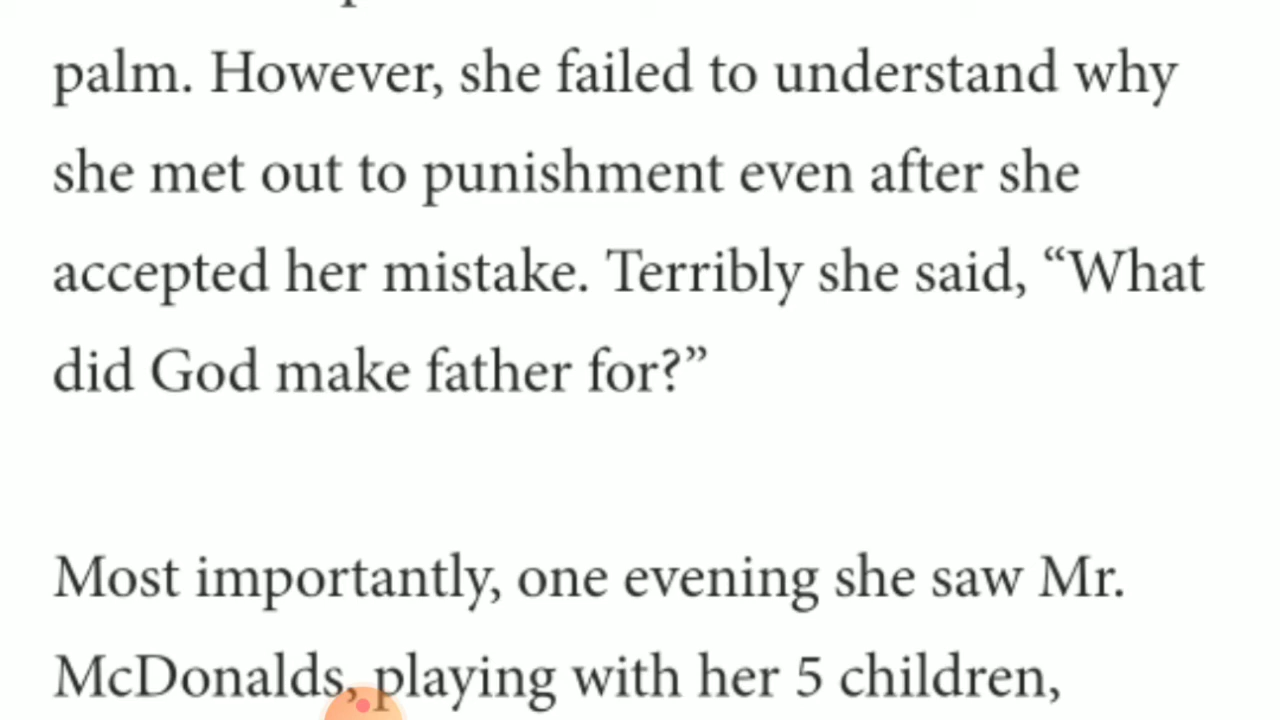 palm. However, she failed to understand why
she met out to punishment even after she
accepted her mistake. Terribly she said, “What
did God make father for?”
Most importantly, one evening she saw Mr.
McDonalds, playing with her 5 children,